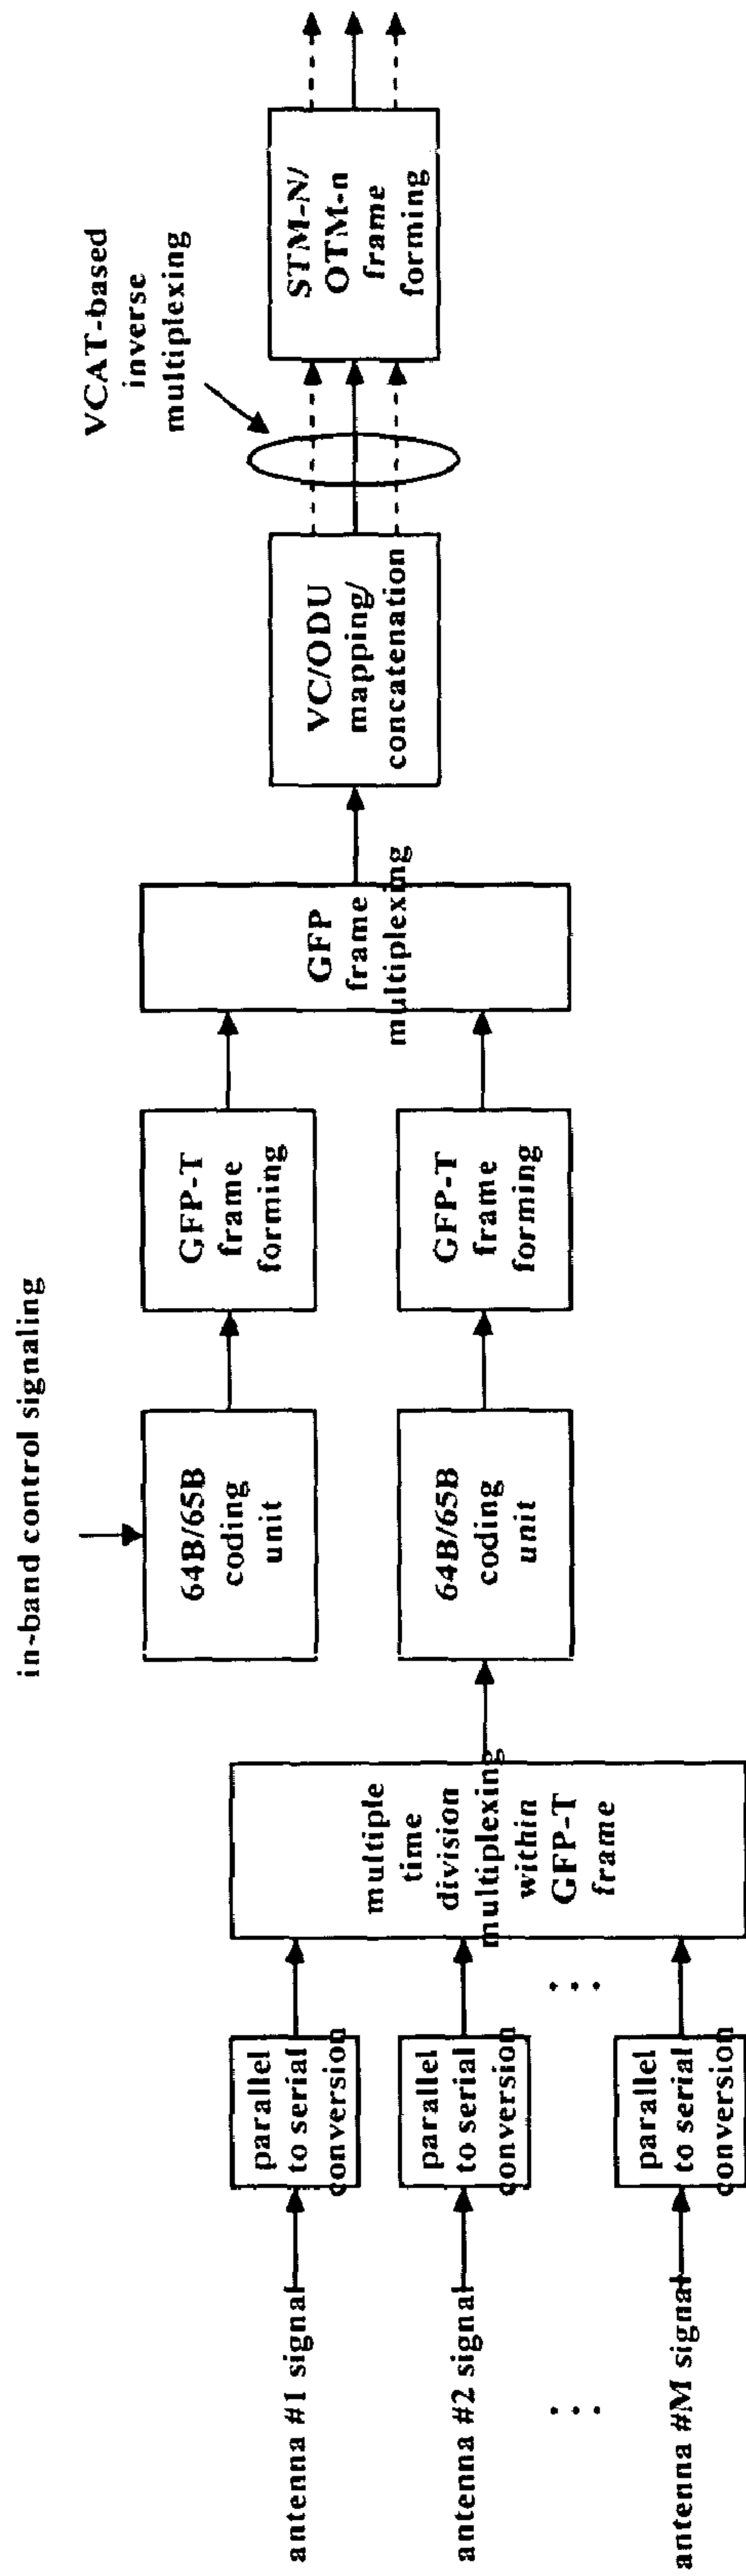 in-band control signaling
VCAT-based
inverse
multiplexing
64B/65B
coding
unit
GFP-T
frame
forming
GFP
frame
multiplexing
VC/ODU
mapping/
concatenation
STM-N/
OTM-n
frame
forming
antenna #1 signal
parallel
to serial
conversion
antenna #2 signal
parallel
to serial
conversion
antenna #M signal
parallel
to serial
conversion
multiple
time
division
multiplexing
within
GFP-T
frame
64B/65B
coding
unit
GFP-T
frame
forming